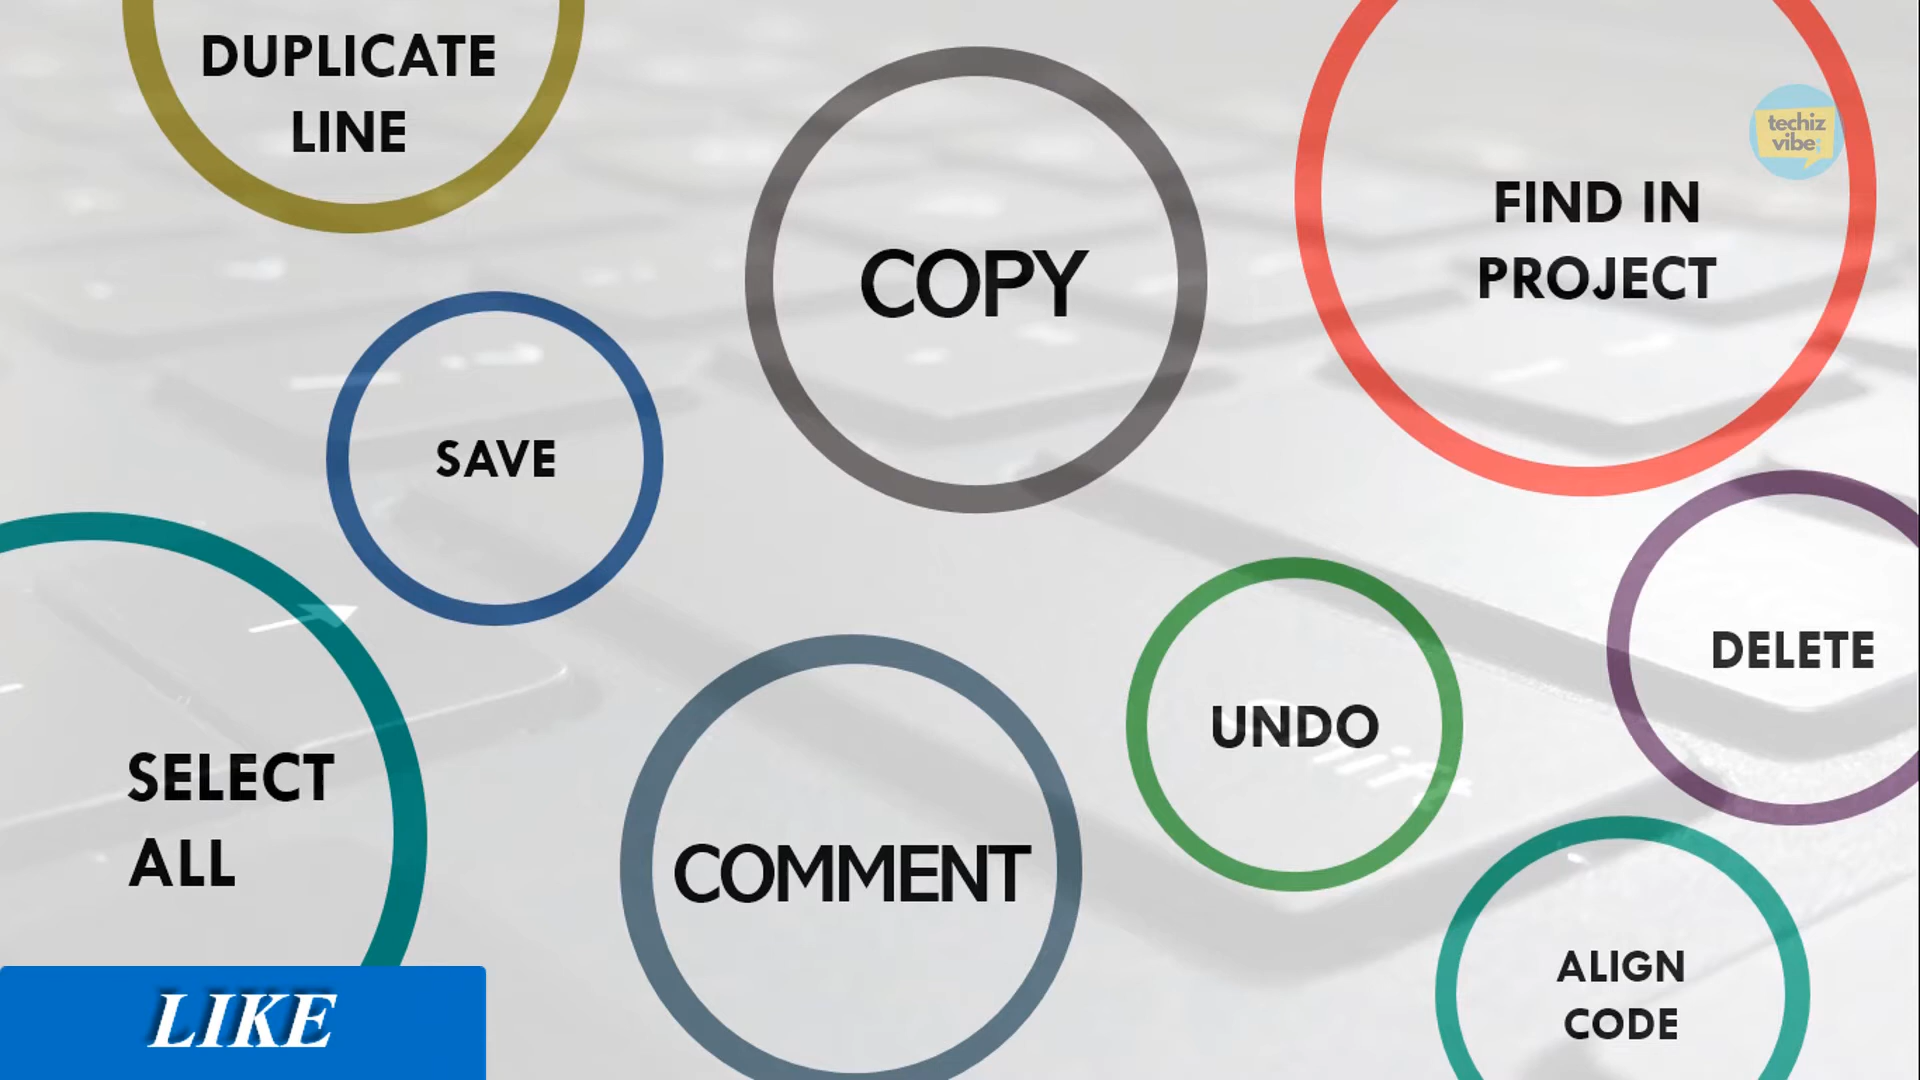 DUPLICATE
LINE
COPY
techiz
vibe
FIND IN
PROJECT
SAVE
DELETE
UNDO
SELECT
ALL
COMMENT
ALIGN
CODE
LIKE